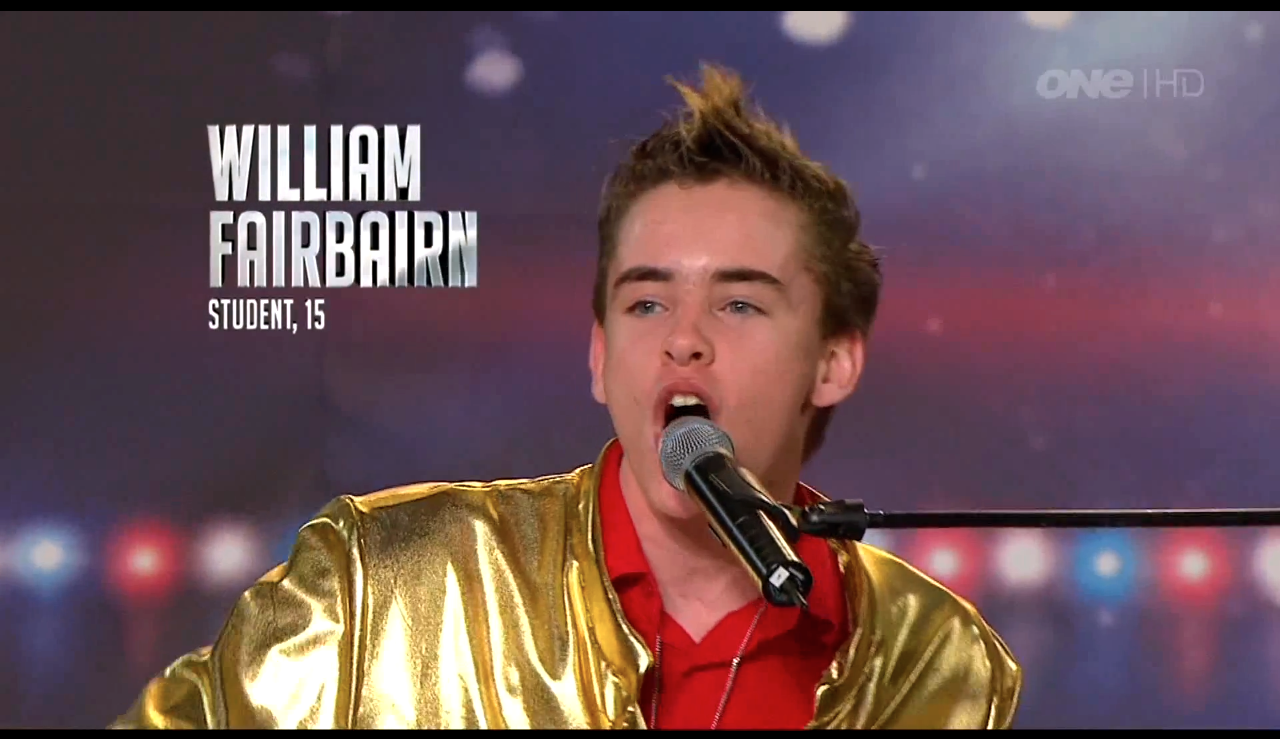 WILLIAM
FAIRBAIRN
STUDENT, 15
ONE | HD